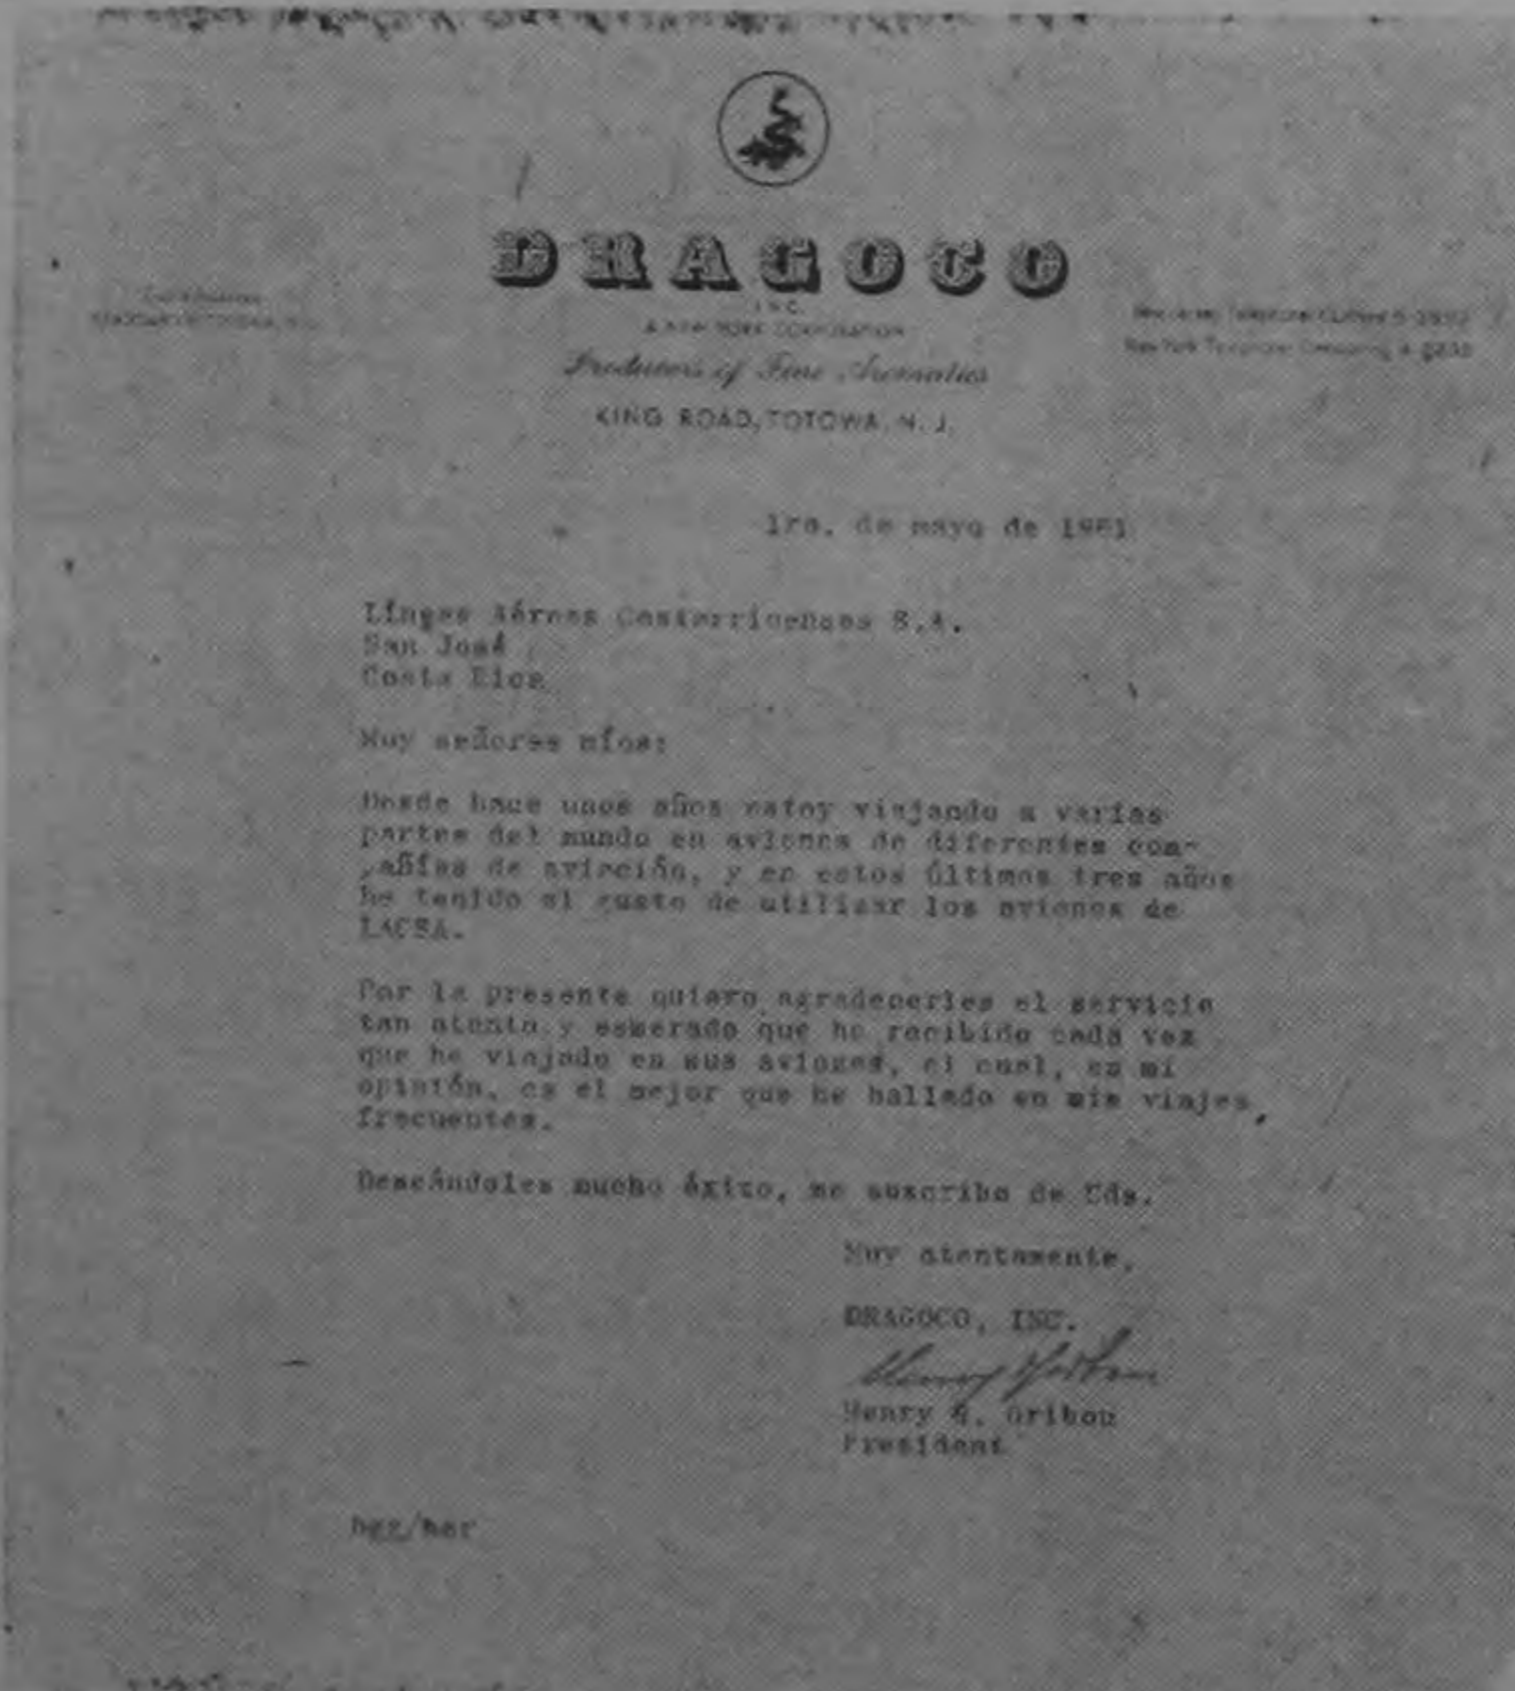 DRAGOCO
INC.
A NEW YORK CORPORATION
Producers of Fine Aromatics
KING ROAD, TOTOWA, N. J.
New York Telephone
1ro. de mayo de 1961
Líneas Aéreas Costarricenses S.A.
San José
Costa Rica
Muy señores míos:
Desde hace unos años estoy viajando a varias
partes del mundo en aviones de diferentes com-
pañías de aviación, y en estos últimos tres años
he tenido el gusto de utilizar los aviones de
LACSA.
Por la presente quiero agradecerles el servicio
tan atento y esmerado que he recibido cada vez
que he viajado en sus aviones, el cual, en mi
opinión, es el mejor que he hallado en mis viajes
frecuentes.
Deseándoles mucho éxito, me suscribo de Uds.
Muy atentamente,
DRAGOCO, INC.
Henry
President